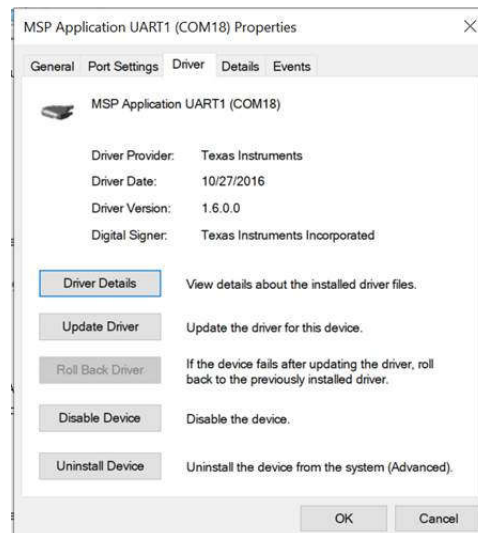 MSP Application UART1 (COM18) Properties
General Port Settings Driver Details Events
MSP Application UART1 (COM18)
Driver Provider: Texas Instruments
Driver Date: 10/27/2016
Driver Version: 1.6.0.0
Digital Signer: Texas Instruments Incorporated
Driver Details View details about the installed driver files.
Update Driver Update the driver for this device.
Roll Back Driver If the device fails after updating the driver, roll
back to the previously installed driver.
Disable Device Disable the device.
Uninstall Device Uninstall the device from the system (Advanced).
OK Cancel